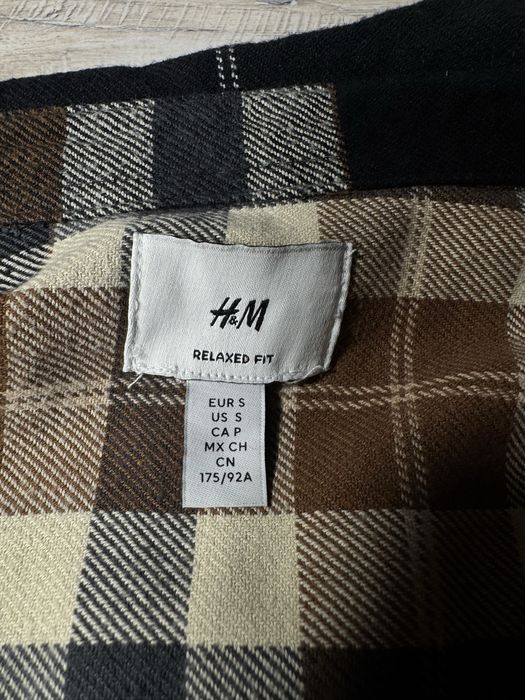 H&M
RELAXED FIT
EUR S
US S
CA P
MX CH
CN
175/92A